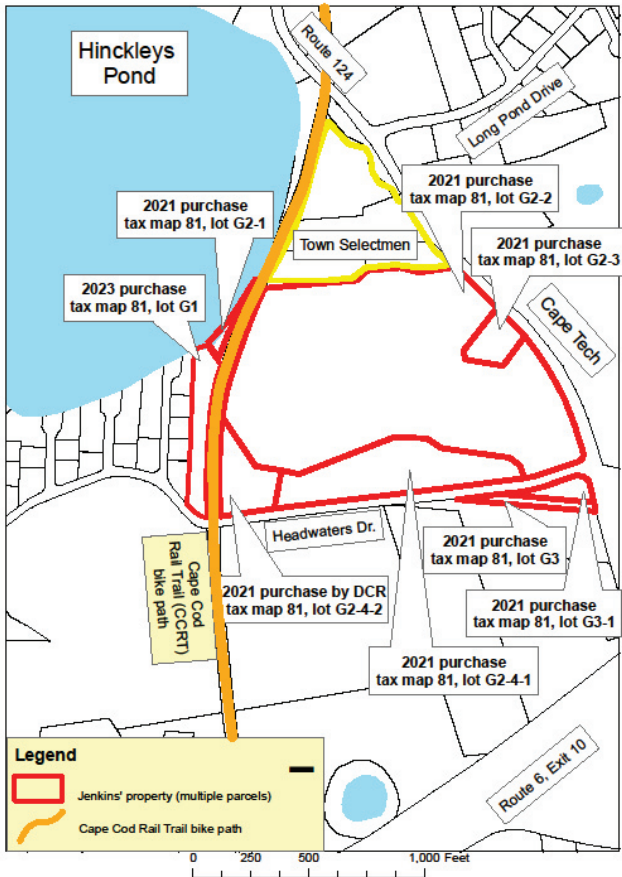 Hinckleys
Pond
Route 124
Long Pond Drive
2021 purchase
tax map 81, lot G2-2
2021 purchase
tax map 81, lot G2-1
Town Selectmen
2021 purchase
tax map 81, lot G2-3
2023 purchase
tax map 81, lot G1
Cape Tech
Headwaters Dr.
Cape Cod
Rail Trail (CCRT)
bike path
2021 purchase by DCR
tax map 81, lot G2-4-2
2021 purchase
tax map 81, lot G3
2021 purchase
tax map 81, lot G3-1
2021 purchase
tax map 81, lot G2-4-1
Route 6, Exit 10
Legend
Jenkins' property (multiple parcels)
Cape Cod Rail Trail bike path
0 250 500 1,000 Feet